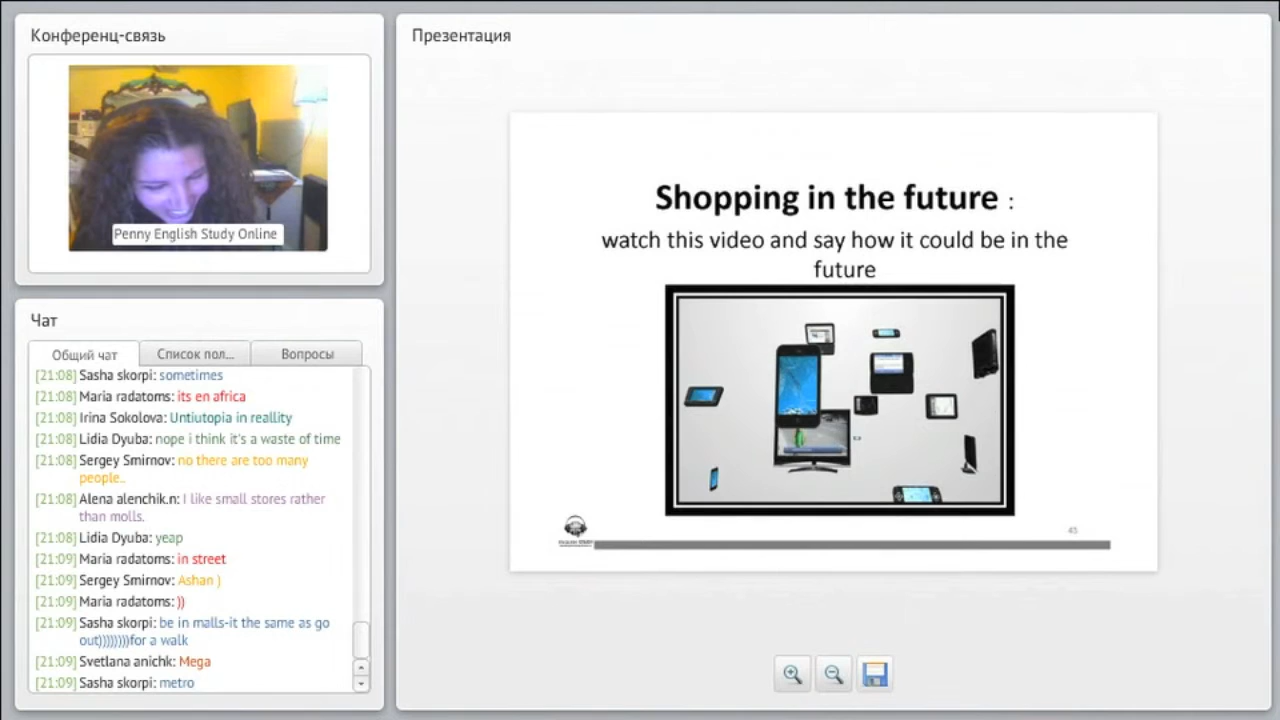 Конференц-связь
Penny English Study Online
Чат
Общий чат
Список пол...
Вопросы
[21:08] Sasha skorpi: sometimes
[21:08] Maria radatoms: its en africa
[21:08] Irina Sokolova: Untiutopia in reallity
[21:08] Lidia Dyuba: nope i think it's a waste of time
[21:08] Sergey Smirnov: no there are too many
people..
[21:08] Alena alenchik.n: I like small stores rather
than molls.
[21:08] Lidia Dyuba: yeap
[21:09] Maria radatoms: in street
[21:09] Sergey Smirnov: Ashan )
[21:09] Maria radatoms: ))
[21:09] Sasha skorpi: be in malls-it the same as go
out))))))))for a walk
[21:09] Svetlana anichk: Mega
[21:09] Sasha skorpi: metro
Презентация
Shopping in the future :
watch this video and say how it could be in the
future
45